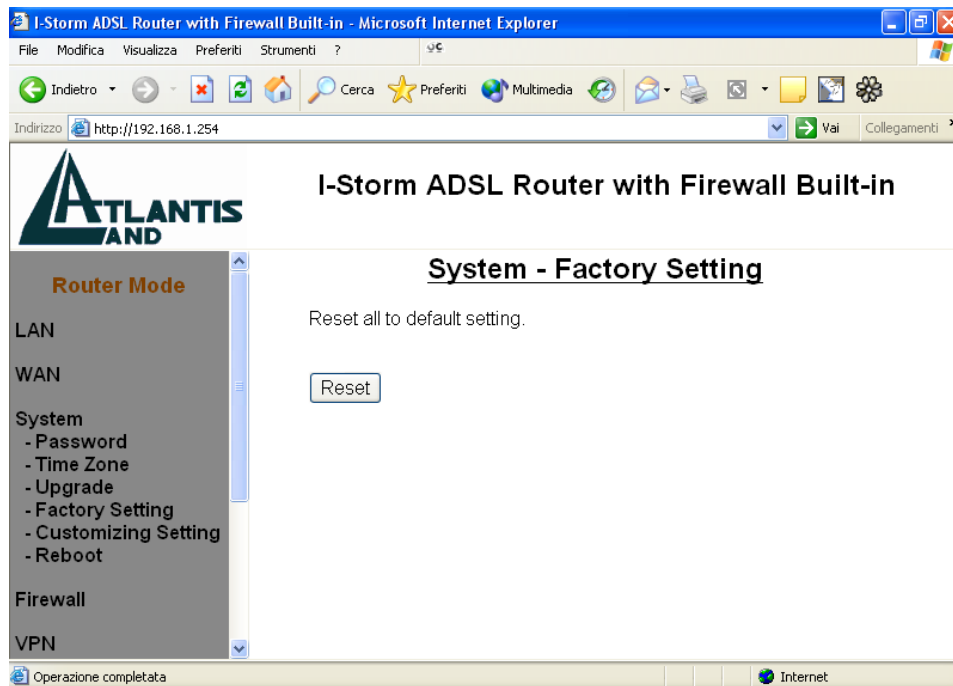 I-Storm ADSL Router with Firewall Built-in - Microsoft Internet Explorer
File Modifica Visualizza Preferiti Strumenti ?
Indietro Cerca Preferiti Multimedia
Indirizzo http://192.168.1.254 Vai Collegamenti »
ATLANTIS
LAND
I-Storm ADSL Router with Firewall Built-in
Router Mode
LAN
WAN
System
- Password
- Time Zone
- Upgrade
- Factory Setting
- Customizing Setting
- Reboot
Firewall
VPN
System - Factory Setting
Reset all to default setting.
Reset
Operazione completata Internet